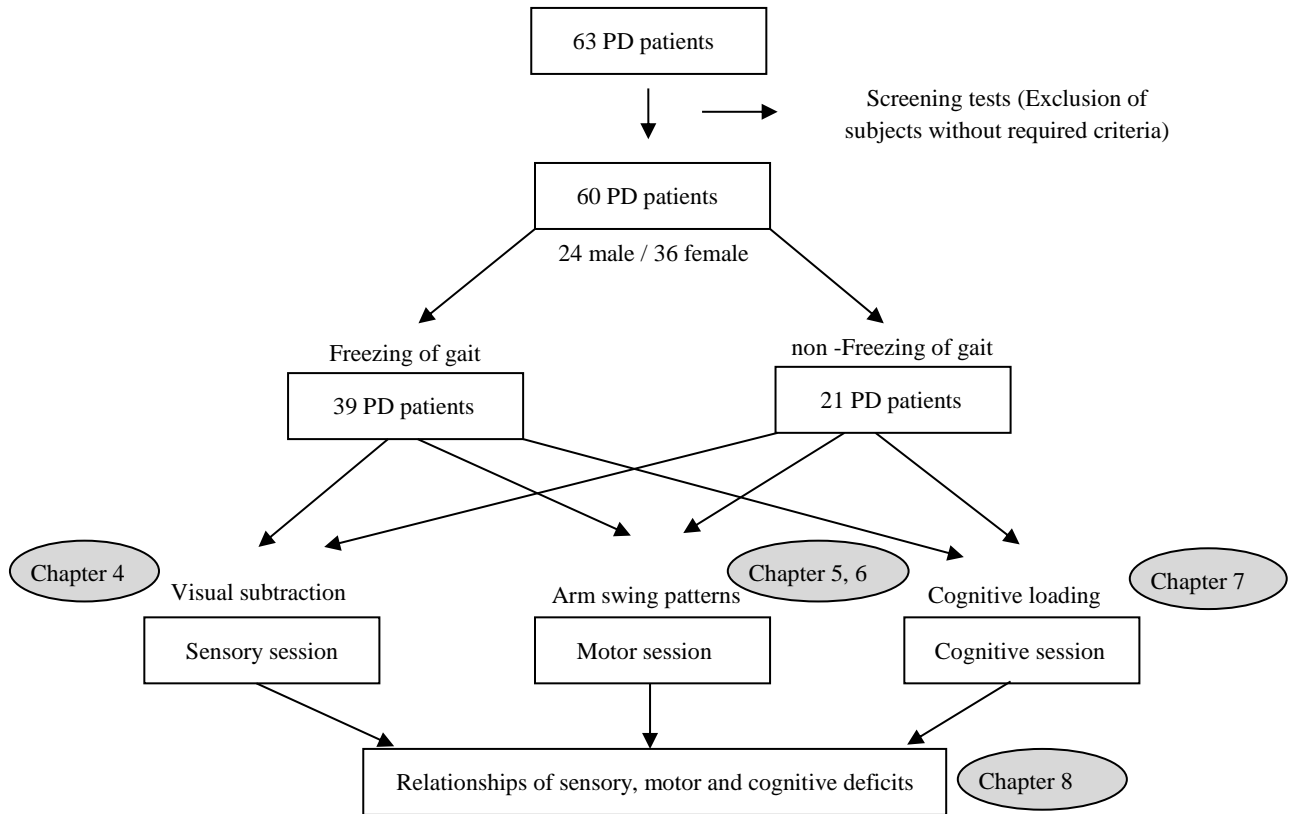 63 PD patients
Screening tests (Exclusion of
subjects without required criteria)
60 PD patients
24 male / 36 female
Freezing of gait
non -Freezing of gait
39 PD patients
21 PD patients
Chapter 4
Visual subtraction
Sensory session
Chapter 5, 6
Arm swing patterns
Motor session
Chapter 7
Cognitive loading
Cognitive session
Relationships of sensory, motor and cognitive deficits
Chapter 8